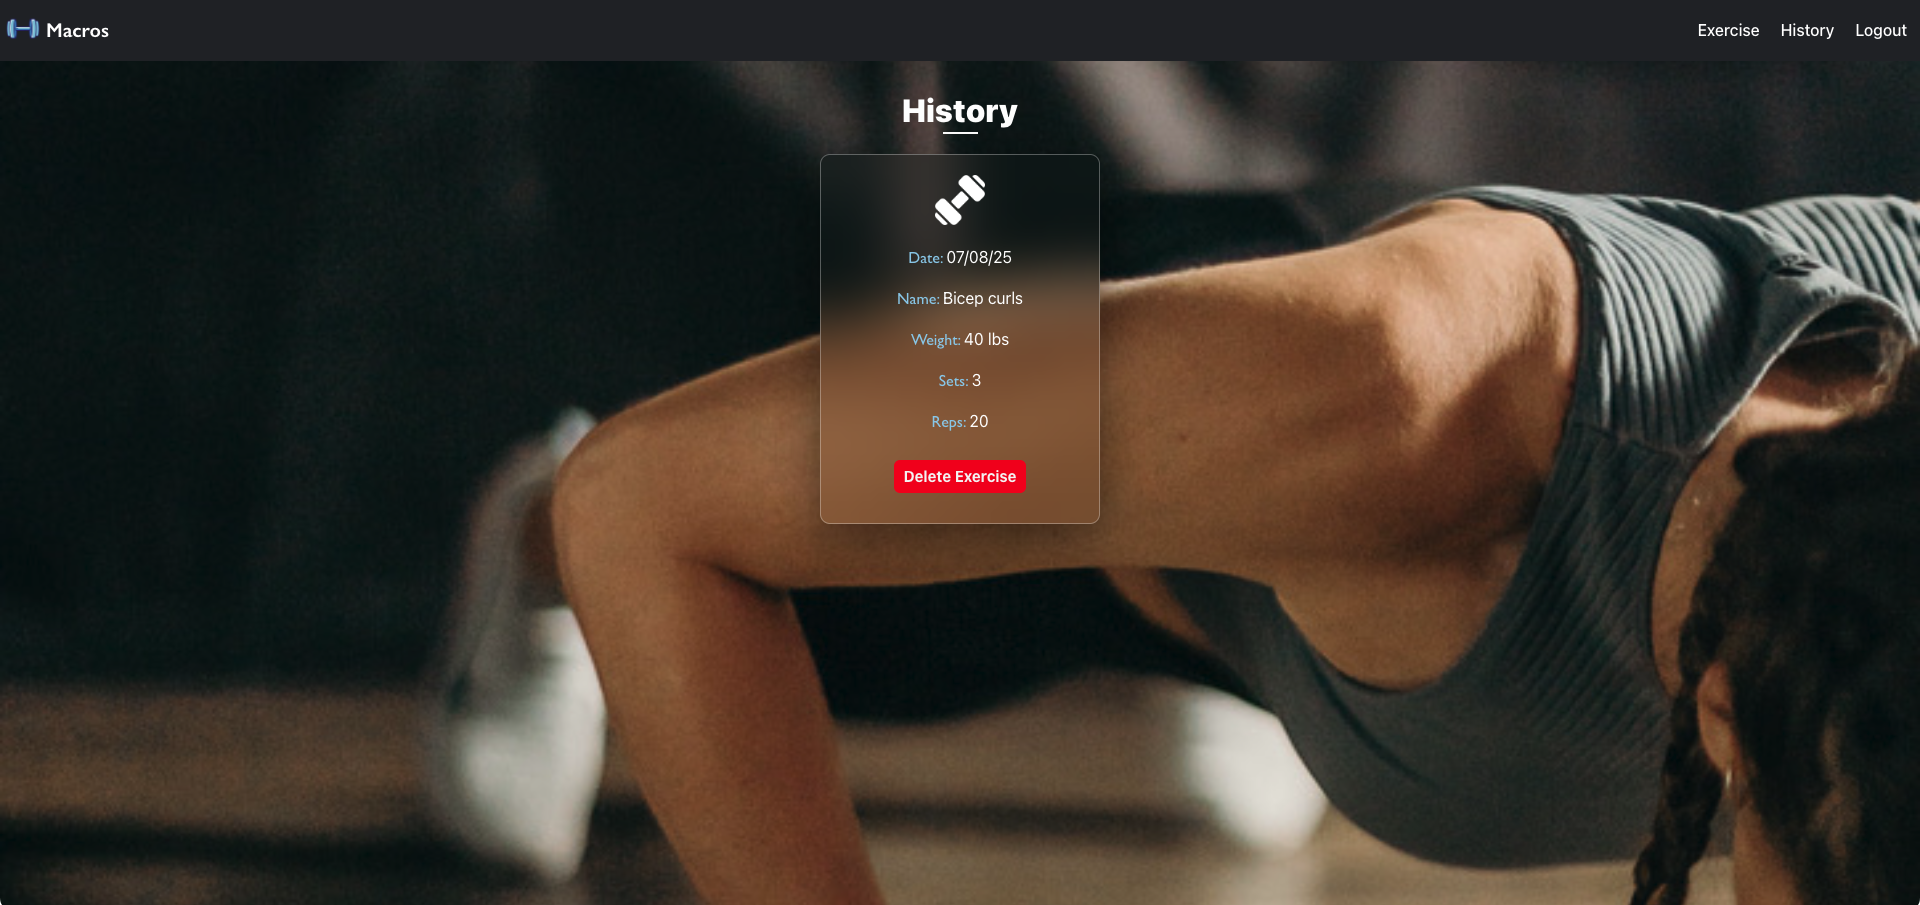 Macros
Exercise History Logout
History
Date: 07/08/25
Name: Bicep curls
Weight: 40 lbs
Sets: 3
Reps: 20
Delete Exercise